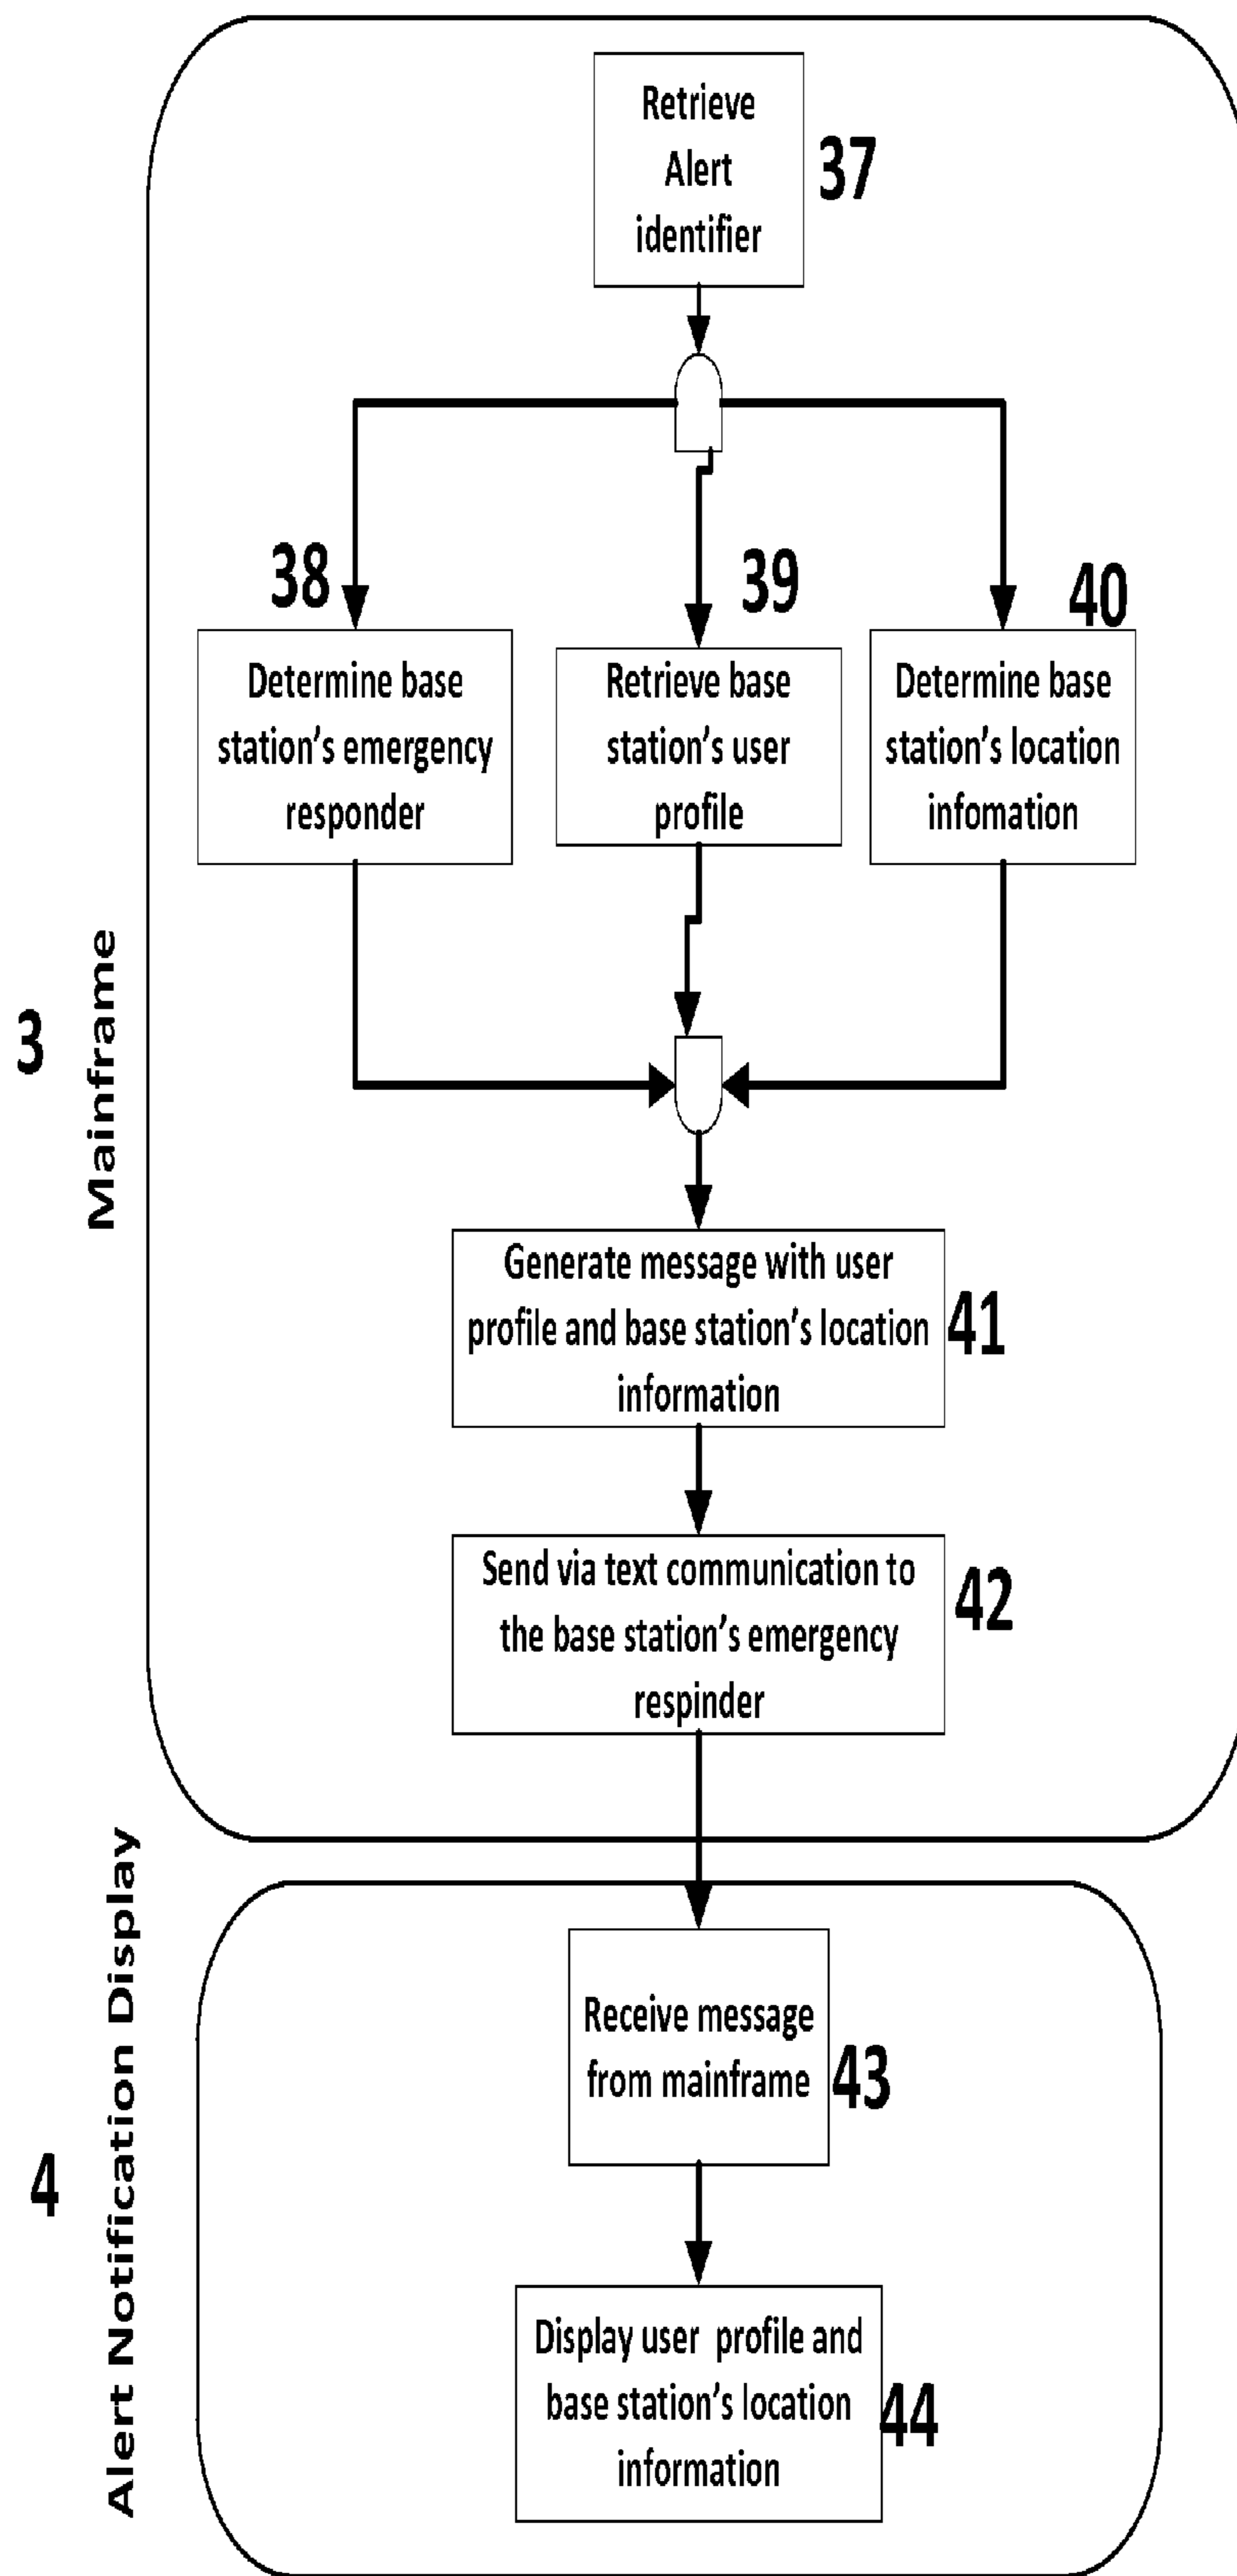 Retrieve
Alert
identifier
37
38
39
40
Determine base
station's emergency
responder
Retrieve base
station's user
profile
Determine base
station's location
infomation
3
Mainframe
Generate message with user
profile and base station's location
information
41
Send via text communication to
the base station's emergency
respinder
42
4
Alert Notification Display
Receive message
from mainframe
43
Display user profile and
base station's location
information
44